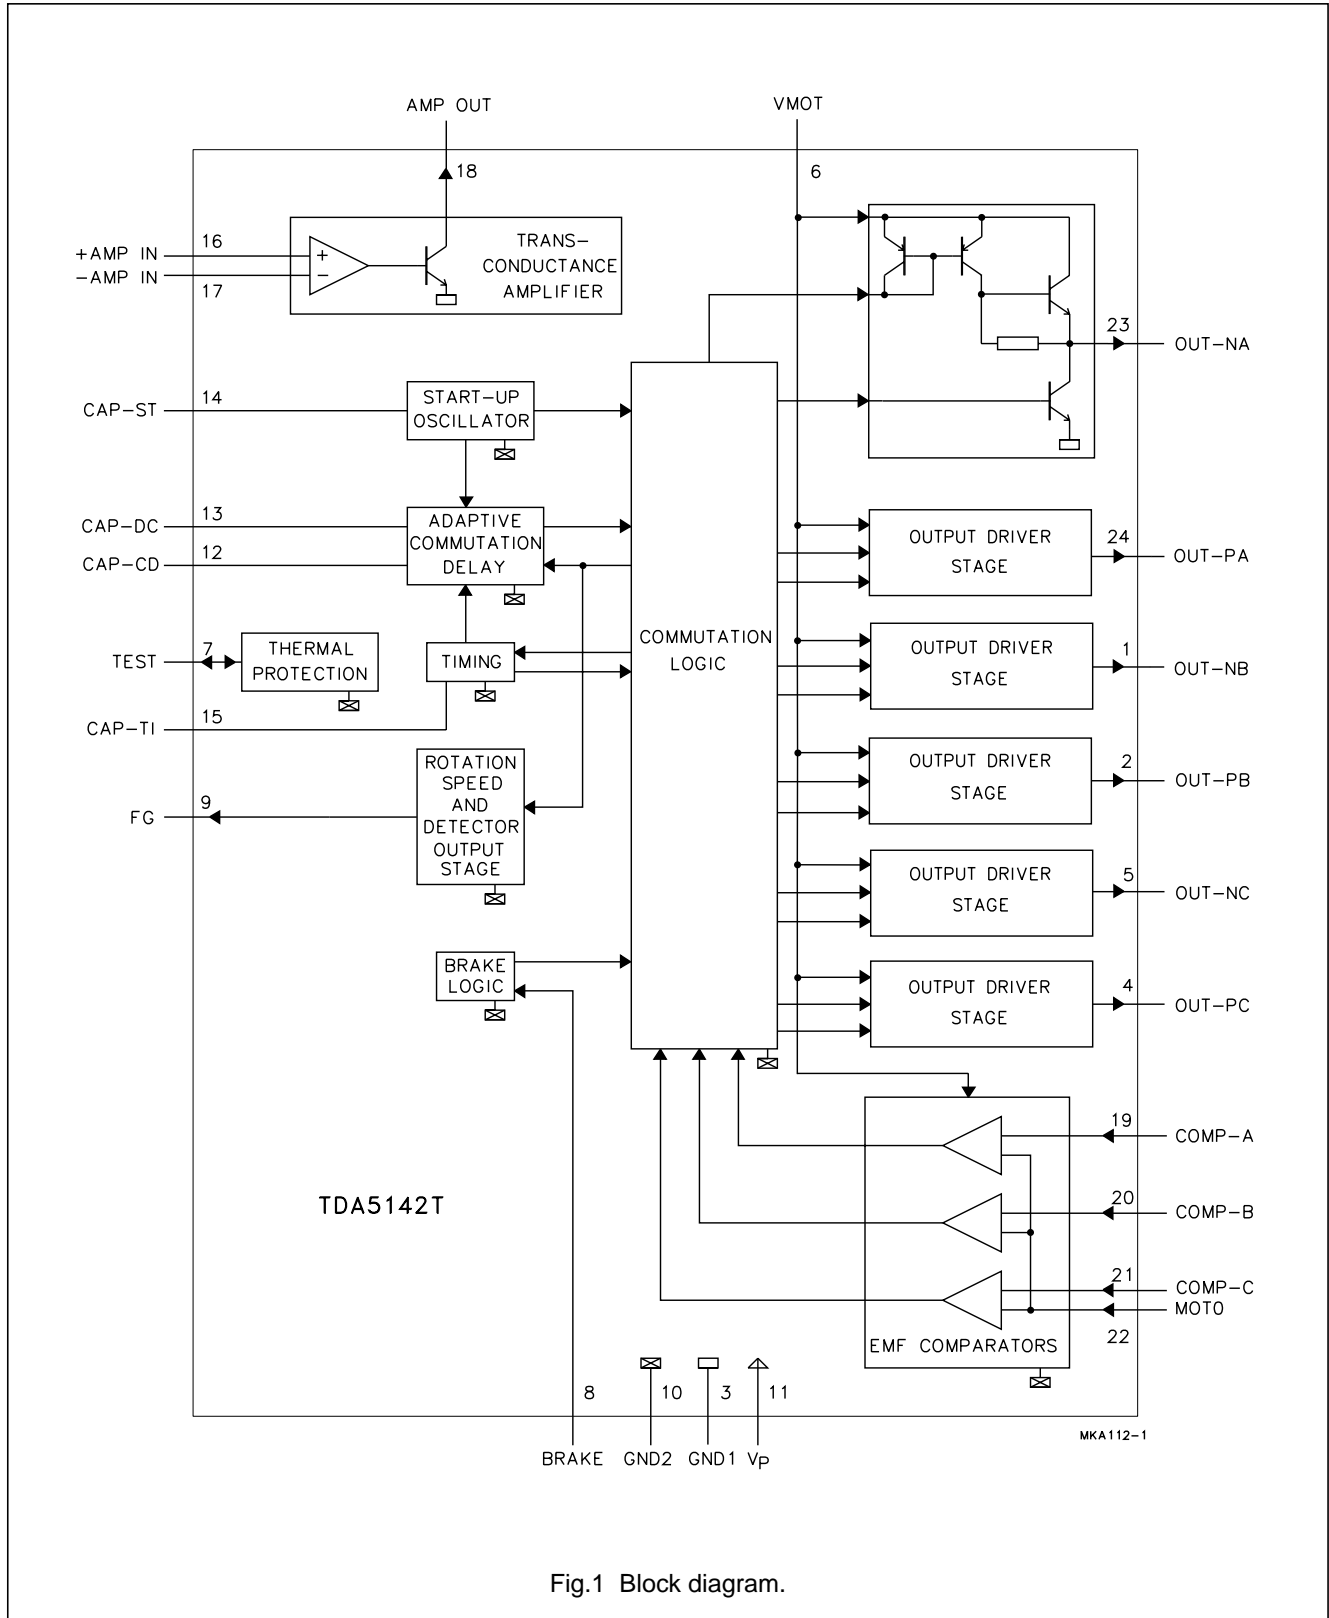 AMP OUT
VMOT
18
6
+AMP IN
16
−AMP IN
17
+
−
TRANS−
CONDUCTANCE
AMPLIFIER
23
OUT−NA
CAP−ST
14
START−UP
OSCILLATOR
CAP−DC
13
CAP−CD
12
ADAPTIVE
COMMUTATION
DELAY
OUTPUT DRIVER
STAGE
24
OUT−PA
TEST
7
THERMAL
PROTECTION
TIMING
COMMUTATION
LOGIC
OUTPUT DRIVER
STAGE
1
OUT−NB
CAP−TI
15
ROTATION
SPEED
AND
DETECTOR
OUTPUT
STAGE
FG
9
OUTPUT DRIVER
STAGE
2
OUT−PB
OUTPUT DRIVER
STAGE
5
OUT−NC
BRAKE
LOGIC
OUTPUT DRIVER
STAGE
4
OUT−PC
19
COMP−A
TDA5142T
20
COMP−B
21
COMP−C
MOT0
22
EMF COMPARATORS
8
10
3
11
BRAKE
GND2
GND1
VP
MKA112−1
Fig.1 Block diagram.